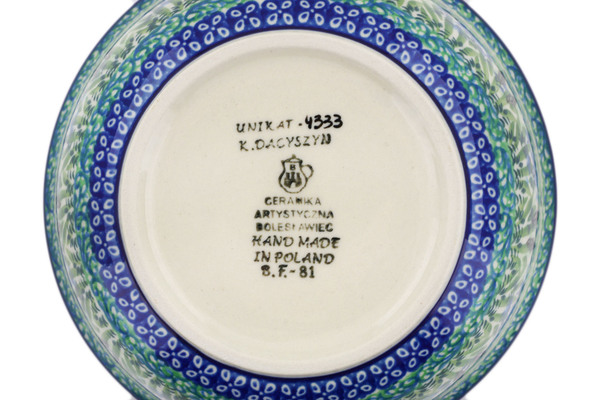 UNIKAT - 4333
K. DACYSZYN
B
CERAMIKA
ARTYSTYCZNA
BOLESŁAWIEC
HAND MADE
IN POLAND
B.F.-81